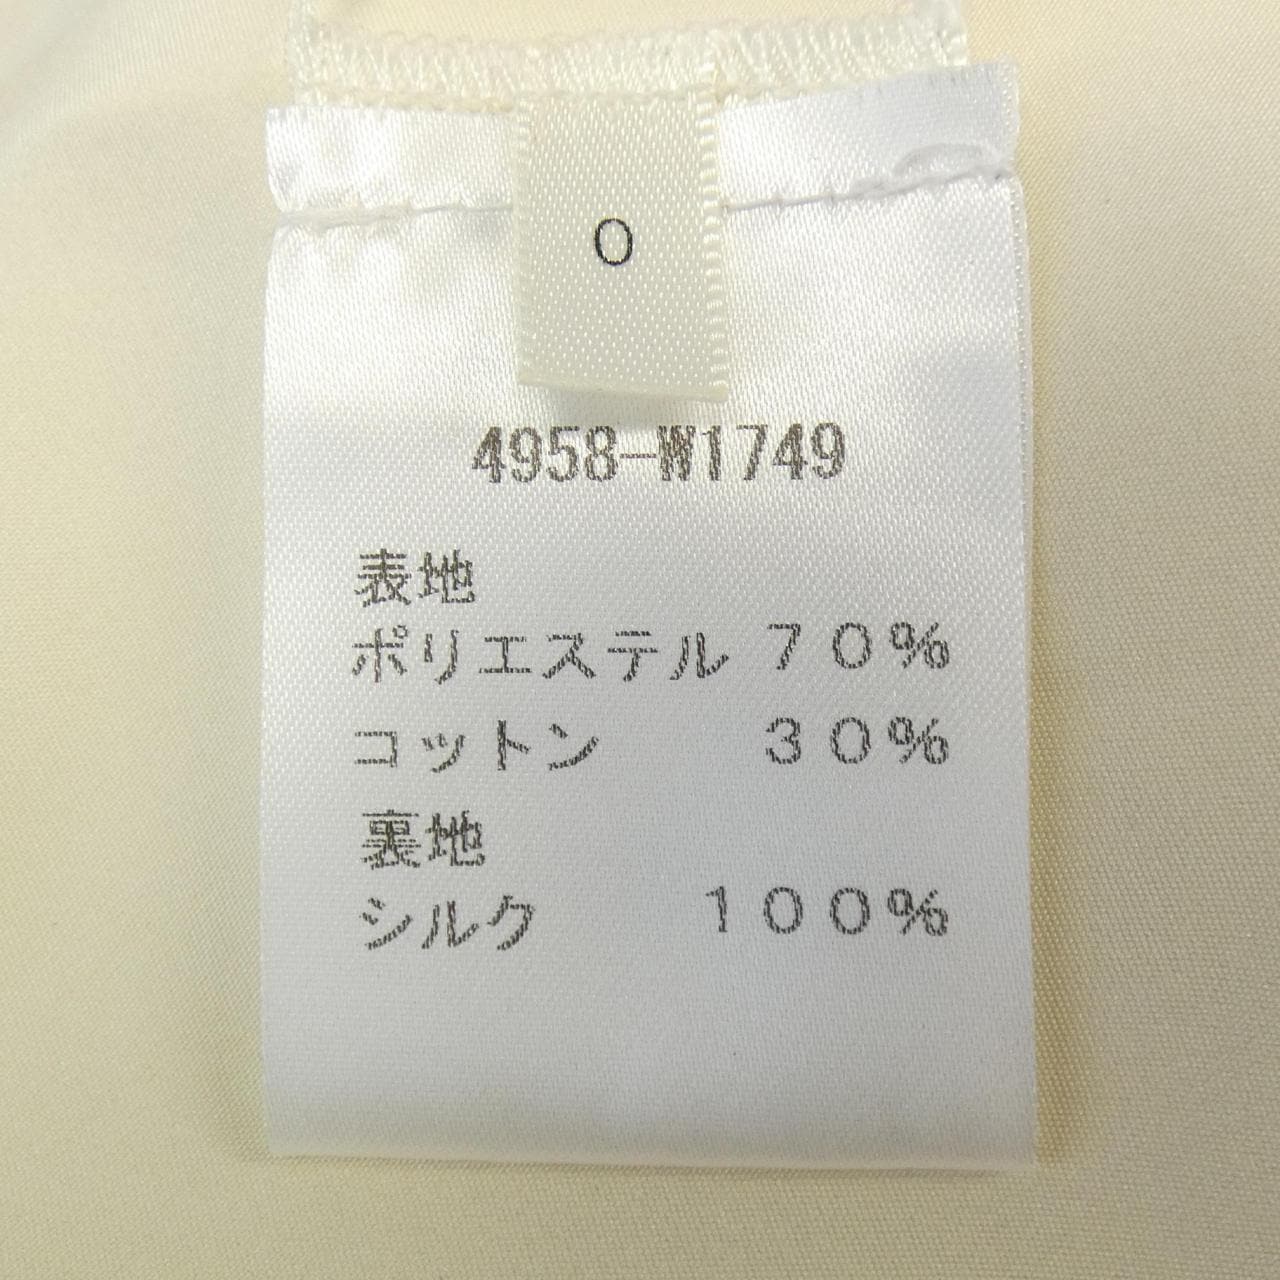 0
4958-W1749
表地
ポリエステル 70%
コットン 30%
裏地
シルク 100%